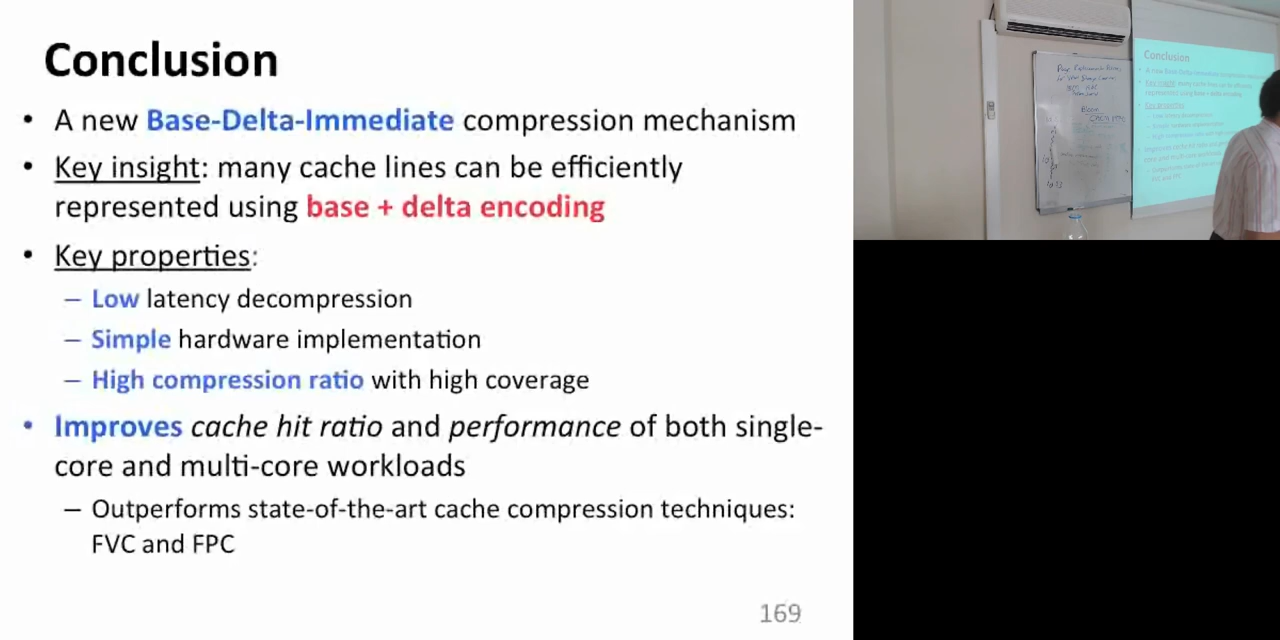 Conclusion
• A new Base-Delta-Immediate compression mechanism
• Key insight: many cache lines can be efficiently
represented using base + delta encoding
• Key properties:
– Low latency decompression
– Simple hardware implementation
– High compression ratio with high coverage
• Improves cache hit ratio and performance of both single-
core and multi-core workloads
– Outperforms state-of-the-art cache compression techniques:
FVC and FPC
169
Conclusion